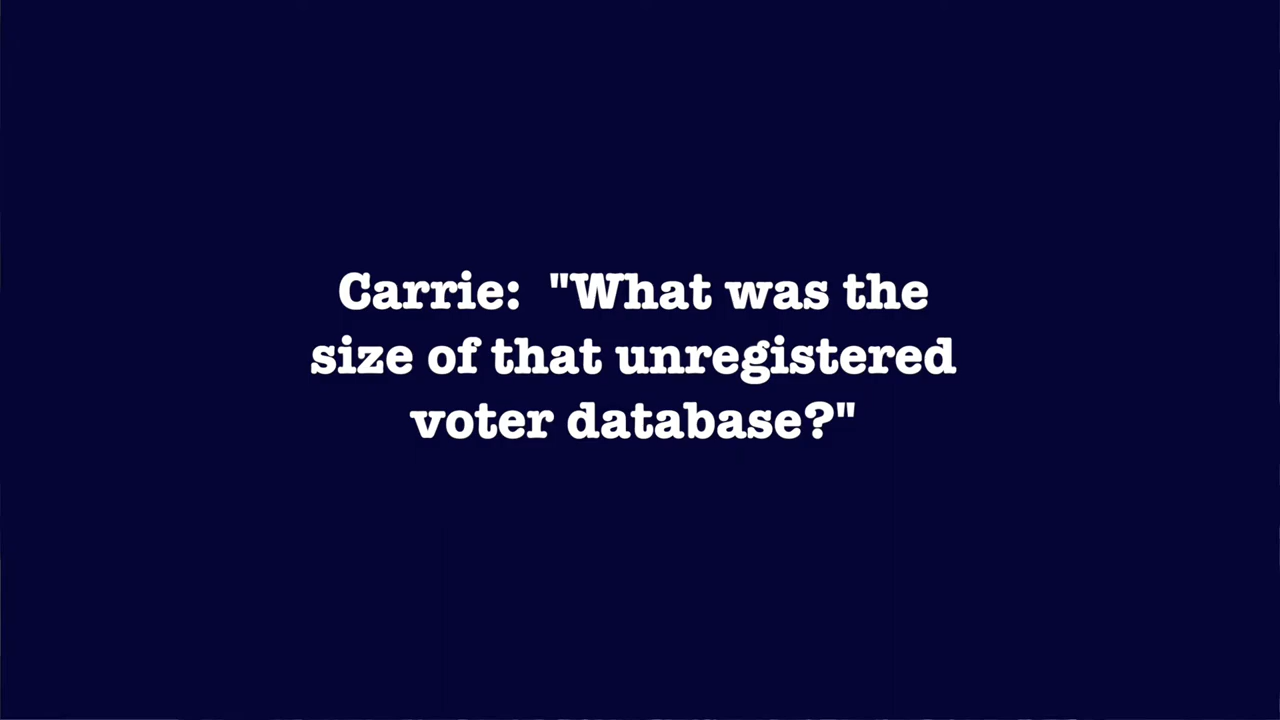 Carrie:  "What was the
size of that unregistered
voter database?"